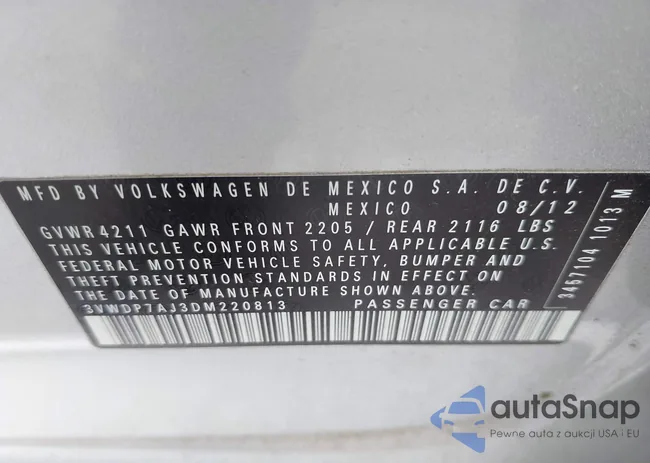 MFD BY VOLKSWAGEN DE MEXICO S.A. DE C.V.
MEXICO 08/12
GVWR 4211 GAWR FRONT 2205 / REAR 2116 LBS
THIS VEHICLE CONFORMS TO ALL APPLICABLE U.S.
FEDERAL MOTOR VEHICLE SAFETY, BUMPER AND
THEFT PREVENTION STANDARDS IN EFFECT ON
THE DATE OF MANUFACTURE SHOWN ABOVE.
3VWDP7AJ3DM220813 PASSENGER CAR
3457104 1013 M
autaSnap
Pewne auta z aukcji USA i EU